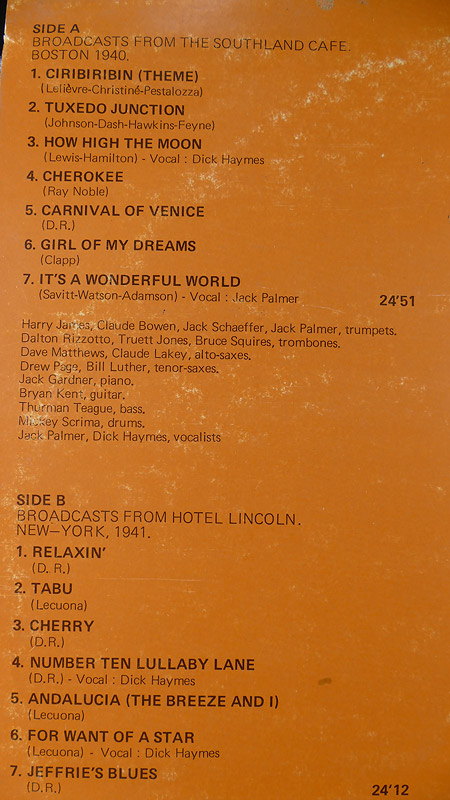 SIDE A
BROADCASTS FROM THE SOUTHLAND CAFE.
BOSTON 1940.
1. CIRIBIRIBIN (THEME)
(Lelièvre-Christiné-Pestalozza)
2. TUXEDO JUNCTION
(Johnson-Dash-Hawkins-Feyne)
3. HOW HIGH THE MOON
(Lewis-Hamilton) - Vocal : Dick Haymes
4. CHEROKEE
(Ray Noble)
5. CARNIVAL OF VENICE
(D.R.)
6. GIRL OF MY DREAMS
(Clapp)
7. IT'S A WONDERFUL WORLD
(Savitt-Watson-Adamson) - Vocal : Jack Palmer 24'51
Harry James, Claude Bowen, Jack Schaeffer, Jack Palmer, trumpets.
Dalton Rizzotto, Truett Jones, Bruce Squires, trombones.
Dave Matthews, Claude Lakey, alto-saxes.
Drew Page, Bill Luther, tenor-saxes.
Jack Gardner, piano.
Bryan Kent, guitar.
Thurman Teague, bass.
Mickey Scrima, drums.
Jack Palmer, Dick Haymes, vocalists
SIDE B
BROADCASTS FROM HOTEL LINCOLN.
NEW-YORK, 1941.
1. RELAXIN'
(D. R.)
2. TABU
(Lecuona)
3. CHERRY
(D.R.)
4. NUMBER TEN LULLABY LANE
(D.R.) - Vocal : Dick Haymes
5. ANDALUCIA (THE BREEZE AND I)
(Lecuona)
6. FOR WANT OF A STAR
(Lecuona) - Vocal : Dick Haymes
7. JEFFRIE'S BLUES
(D.R.) 24'12